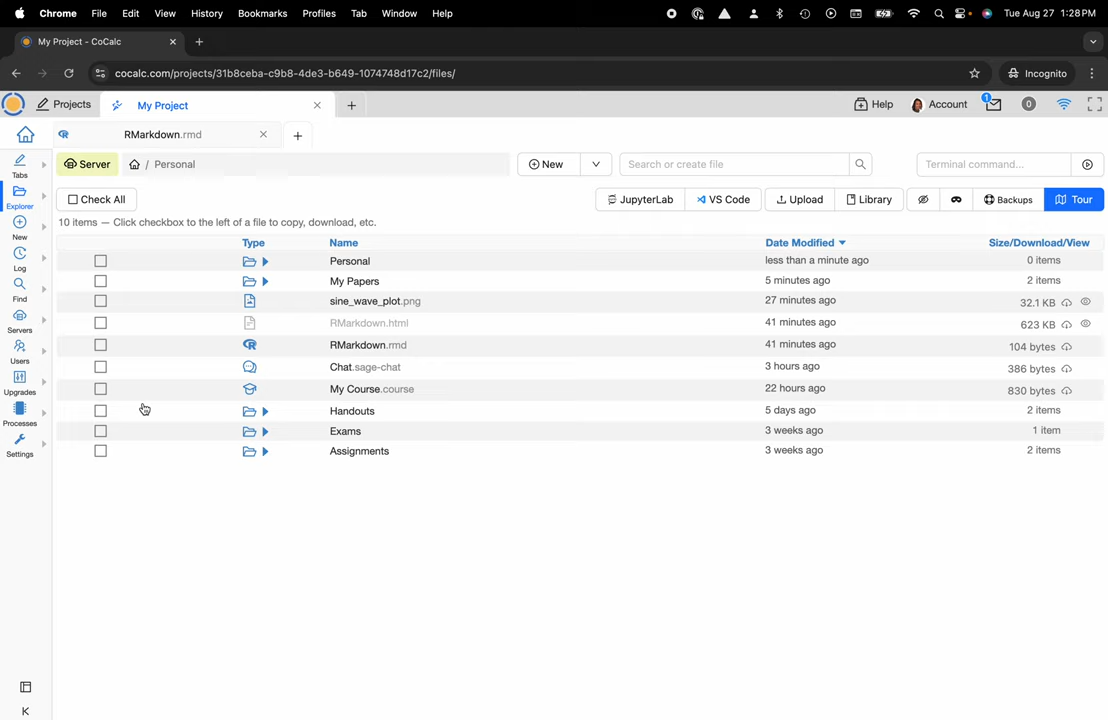 Chrome File Edit View History Bookmarks Profiles Tab Window Help Tue Aug 27 1:28 PM
My Project - CoCalc
cocalc.com/projects/31b8ceba-c9b8-4de3-b649-1074748d17c2/files/ Incognito
Projects My Project Help Account 1 0
RMarkdown.rmd
Server / Personal New Search or create file Terminal command...
Check All JupyterLab VS Code Upload Library Backups Tour
10 items — Click checkbox to the left of a file to copy, download, etc.
Type Name Date Modified Size/Download/View
Personal less than a minute ago 0 items
My Papers 5 minutes ago 2 items
sine_wave_plot.png 27 minutes ago 32.1 KB
RMarkdown.html 41 minutes ago 623 KB
RMarkdown.rmd 41 minutes ago 104 bytes
Chat.sage-chat 3 hours ago 386 bytes
My Course.course 22 hours ago 830 bytes
Handouts 5 days ago 2 items
Exams 3 weeks ago 1 item
Assignments 3 weeks ago 2 items
Tabs
Explorer
New
Log
Find
Servers
Users
Upgrades
Processes
Settings